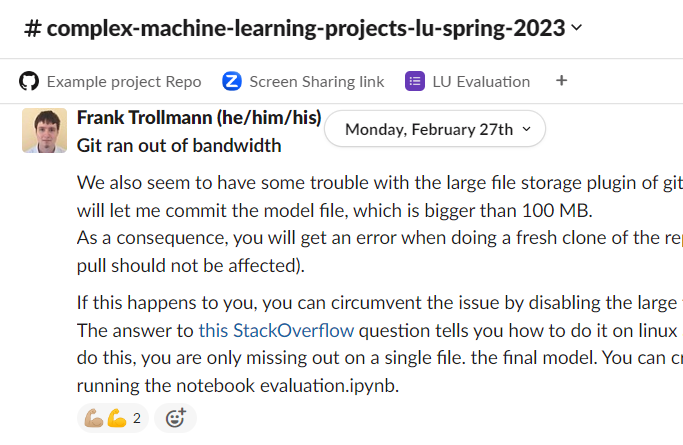 # complex-machine-learning-projects-lu-spring-2023
Example project Repo Screen Sharing link LU Evaluation +
Frank Trollmann (he/him/his)
Monday, February 27th
Git ran out of bandwidth
We also seem to have some trouble with the large file storage plugin of git
will let me commit the model file, which is bigger than 100 MB.
As a consequence, you will get an error when doing a fresh clone of the re
pull should not be affected).
If this happens to you, you can circumvent the issue by disabling the large
The answer to this StackOverflow question tells you how to do it on linux
do this, you are only missing out on a single file. the final model. You can c
running the notebook evaluation.ipynb.
2